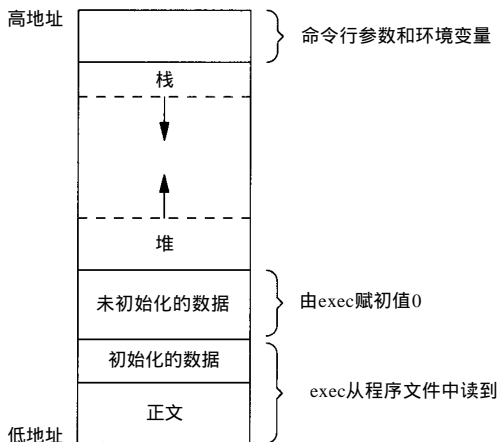 高地址
命令行参数和环境变量
栈
堆
未初始化的数据
由exec赋初值0
初始化的数据
exec从程序文件中读到
正文
低地址